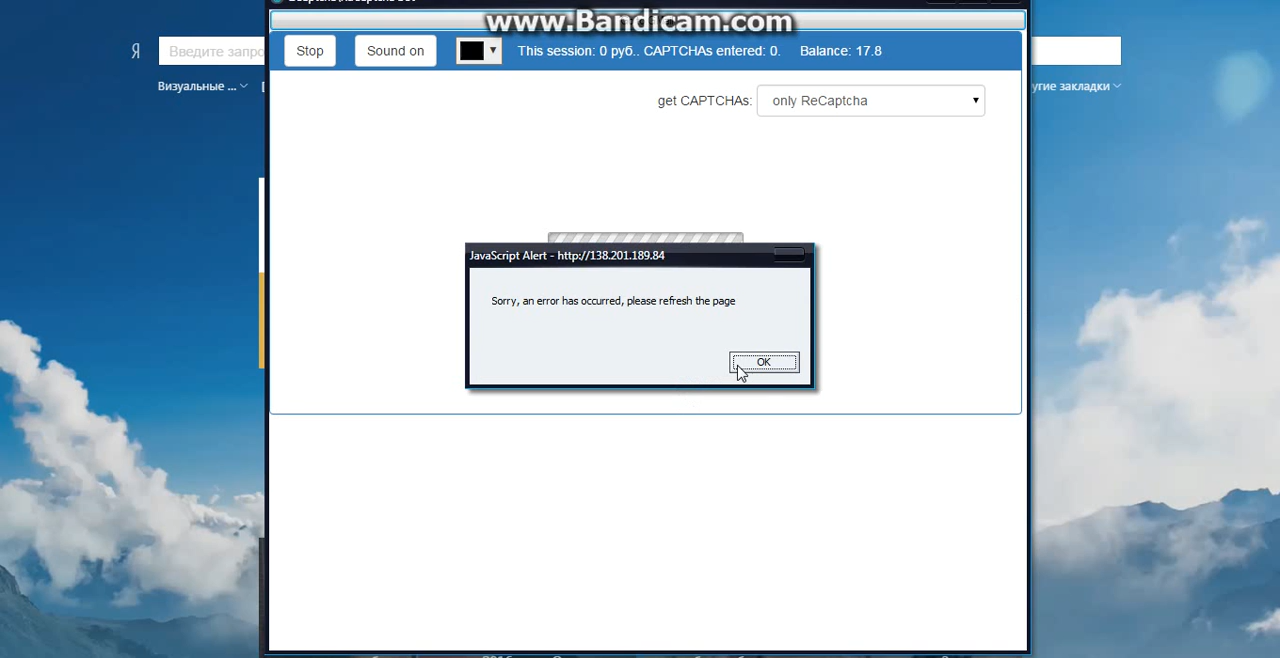 www.Bandicam.com
Я
Введите запро
Stop
Sound on
This session: 0 руб.. CAPTCHAs entered: 0.
Balance: 17.8
Визуальные ...
get CAPTCHAs:
only ReCaptcha
угие закладки
JavaScript Alert - http://138.201.189.84
Sorry, an error has occurred, please refresh the page
OK